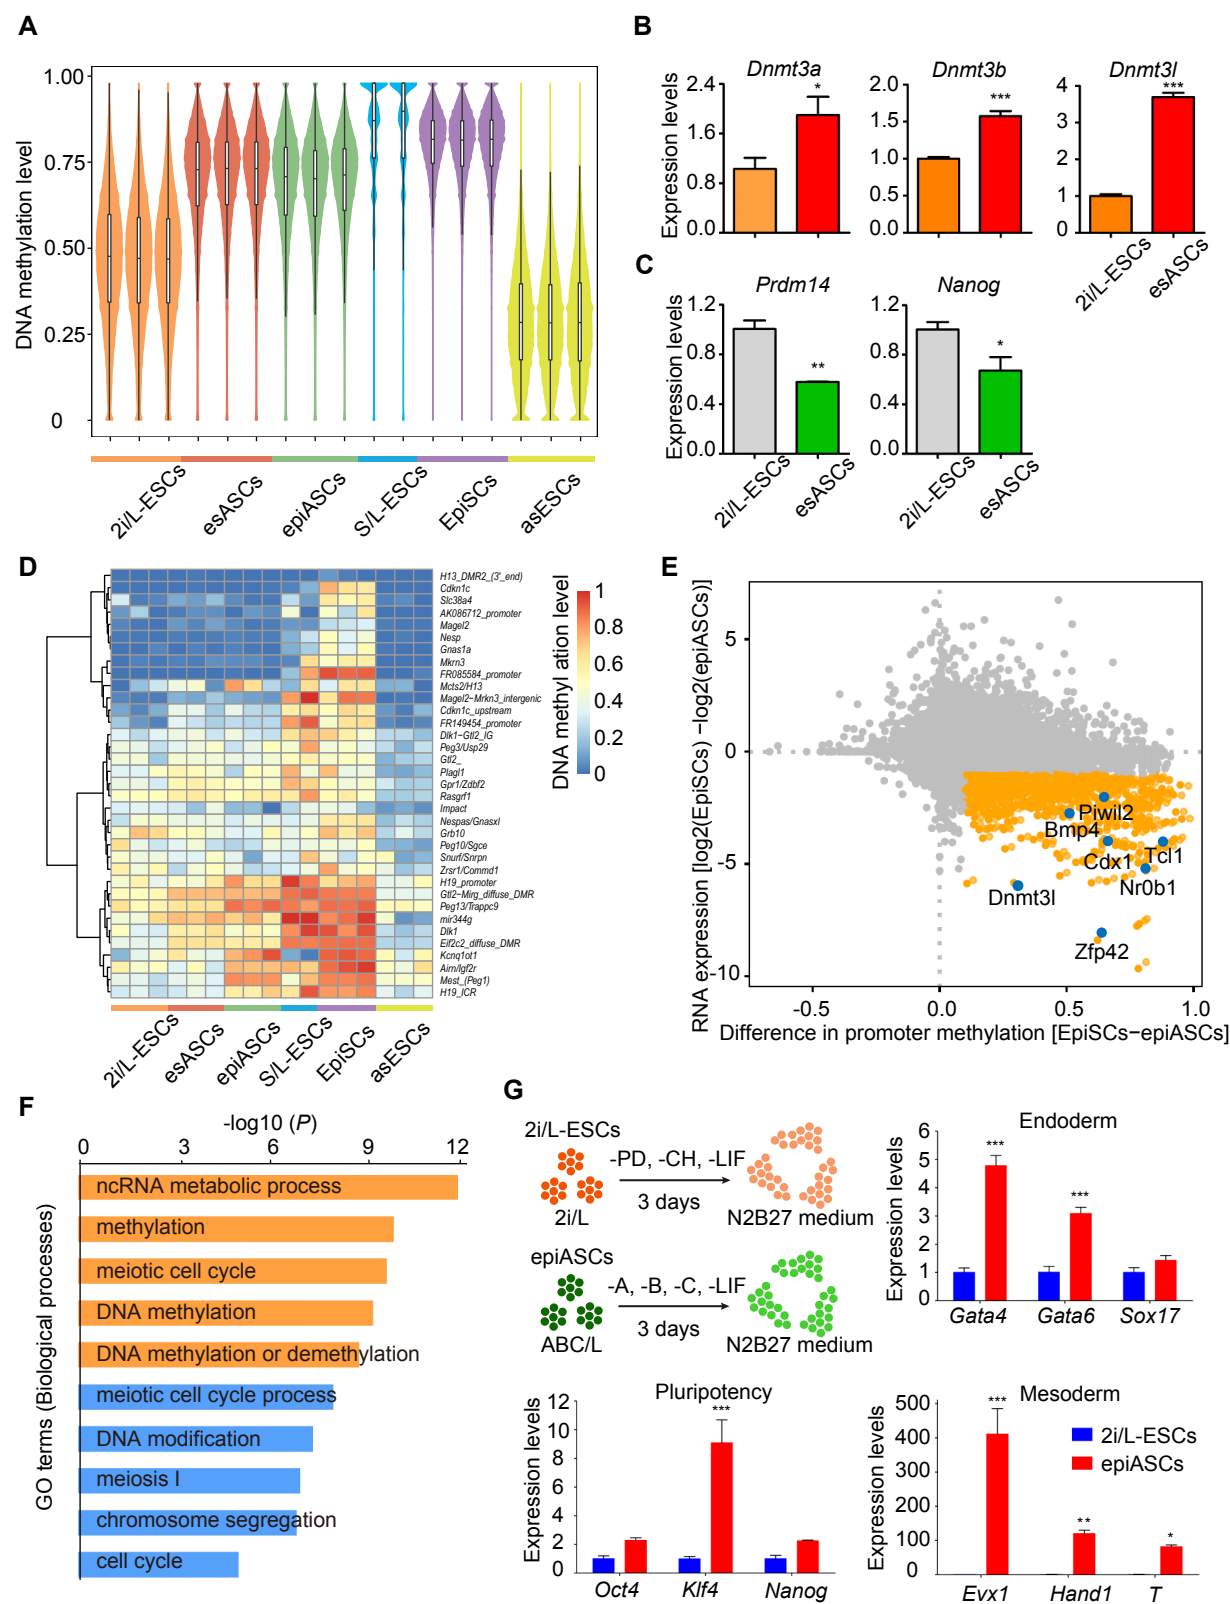 A
DNA methylation level
1.00
0.75
0.50
0.25
0
2i/L-ESCs
esASCs
epiASCs
S/L-ESCs
EpiSCs
asESCs
B
Dnmt3a
Dnmt3b
Dnmt3l
Expression levels
2.4
1.6
0.8
0.0
*
2.0
1.5
1.0
0.5
0.0
***
4
3
2
1
0
***
2i/L-ESCs
esASCs
C
Prdm14
Nanog
Expression levels
1.2
0.8
0.4
0.0
**
1.2
0.8
0.4
0.0
*
2i/L-ESCs
esASCs
2i/L-ESCs
esASCs
D
H13_DMR2_(3'_end)
Cdkn1c
Slc38a4
AK086712_promoter
Magel2
Nesp
Gnas1a
Mkrn3
FR085584_promoter
Mcts2/H13
Magel2-Mrkn3_intergenic
Cdkn1c_upstream
FR149454_promoter
Dlk1-Gtl2_IG
Peg3/Usp29
Gtl2_
Plagl1
Gpr1/Zdbf2
Rasgrf1
Impact
Nespas/Gnasxl
Grb10
Peg10/Sgce
Snurf/Snrpn
Zrsr1/Commd1
H19_promoter
Gtl2-Mirg_diffuse_DMR
Peg13/Trappc9
mir344g
Dlk1
Eif2c2_diffuse_DMR
Kcnq1ot1
Airn/Igf2r
Mest_(Peg1)
H19_ICR
DNA methyl ation level
1
0.8
0.6
0.4
0.2
0
2i/L-ESCs
esASCs
epiASCs
S/L-ESCs
EpiSCs
asESCs
E
RNA expression [log2(EpiSCs) -log2(epiASCs)]
5
0
-5
-10
Piwil2
Bmp4
Cdx1
Tcl1
Nr0b1
Dnmt3l
Zfp42
-0.5
0.0
0.5
1.0
Difference in promoter methylation [EpiSCs-epiASCs]
F
-log10 (P)
0
3
6
9
12
GO terms (Biological processes)
ncRNA metabolic process
methylation
meiotic cell cycle
DNA methylation
DNA methylation or demethylation
meiotic cell cycle process
DNA modification
meiosis I
chromosome segregation
cell cycle
G
2i/L-ESCs
-PD, -CH, -LIF
3 days
2i/L
N2B27 medium
epiASCs
-A, -B, -C, -LIF
3 days
ABC/L
N2B27 medium
Endoderm
Expression levels
6
5
4
3
2
1
0
***
***
Gata4
Gata6
Sox17
Pluripotency
Expression levels
12
10
8
6
4
2
0
***
Oct4
Klf4
Nanog
Mesoderm
Expression levels
500
400
300
200
100
0
***
**
*
2i/L-ESCs
epiASCs
Evx1
Hand1
T